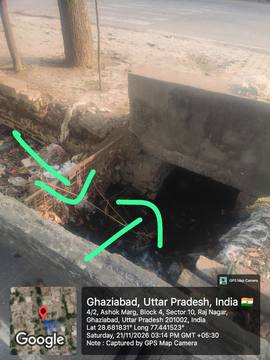 GPS Map Camera
Ghaziabad, Uttar Pradesh, India 🇮🇳
4/2, Ashok Marg, Block 4, Sector 10, Raj Nagar,
Ghaziabad, Uttar Pradesh 201002, India
Lat 28.681831° Long 77.441523°
Saturday, 21/11/2026 03:14 PM GMT +05:30
Note : Captured by GPS Map Camera
Google